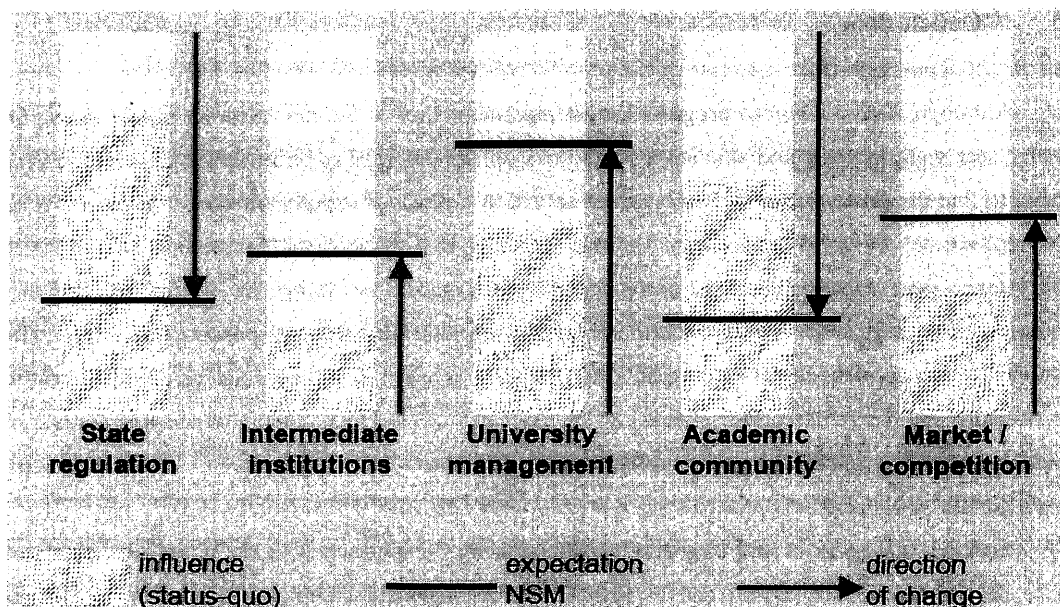 State
regulation
Intermediate
institutions
University
management
Academic
community
Market /
competition
influence
(status-quo)
expectation
NSM
direction
of change